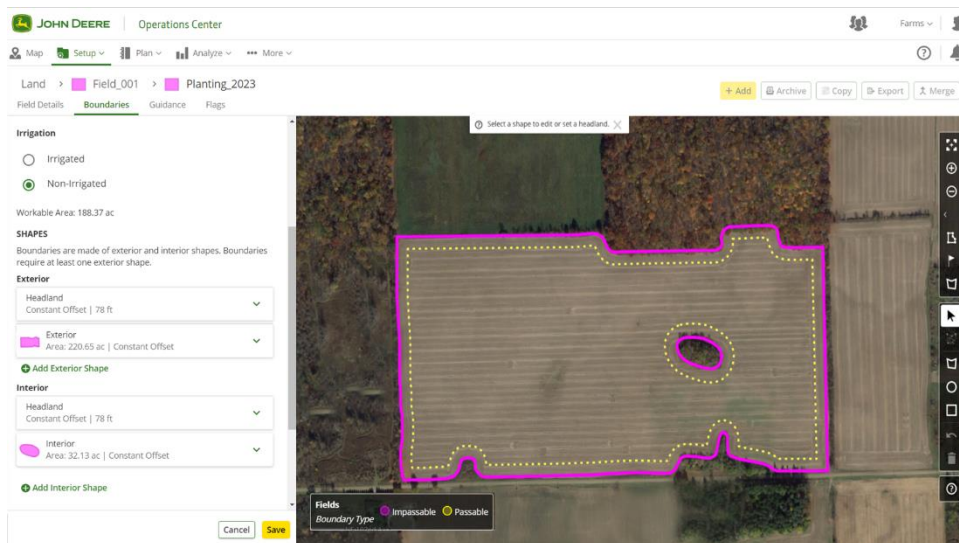 JOHN DEERE
Operations Center
Farms
Map
Setup
Plan
Analyze
More
Land > Field_001 > Planting_2023
+ Add
Archive
Copy
Export
Merge
Field Details
Boundaries
Guidance
Flags
Irrigation
Irrigated
Non-Irrigated
Workable Area: 188.37 ac
SHAPES
Boundaries are made of exterior and interior shapes, Boundaries
require at least one exterior shape.
Exterior
Headland
Constant Offset | 78 ft
Exterior
Area: 220.65 ac | Constant Offset
Add Exterior Shape
Interior
Headland
Constant Offset | 78 ft
Interior
Area: 32.13 ac | Constant Offset
Add Interior Shape
Cancel
Save
Select a shape to edit or set a headland.
Fields
Boundary Type
Impassable
Passable